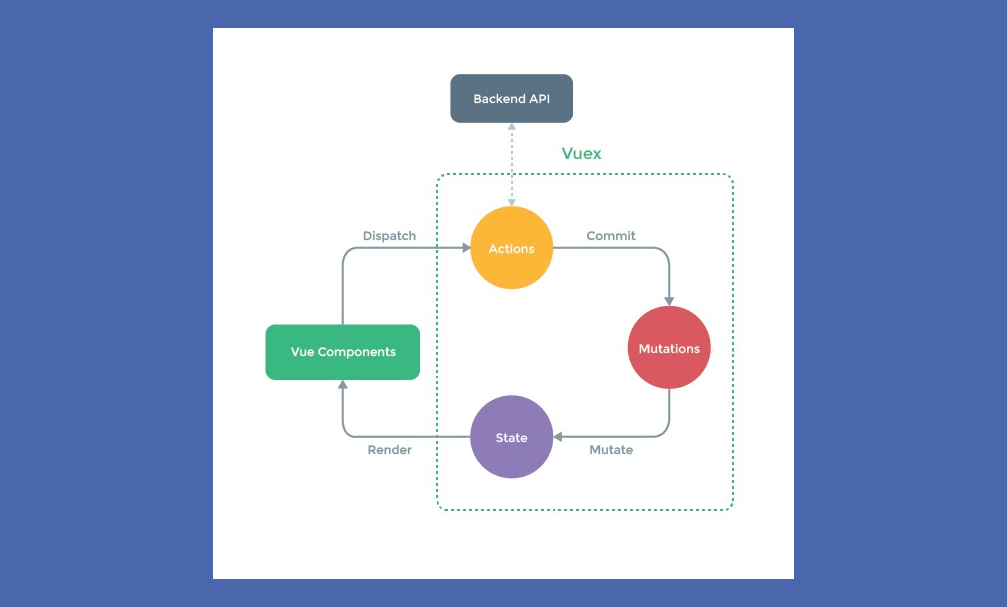 Backend API
Vuex
Dispatch
Actions
Commit
Vue Components
Mutations
State
Render
Mutate